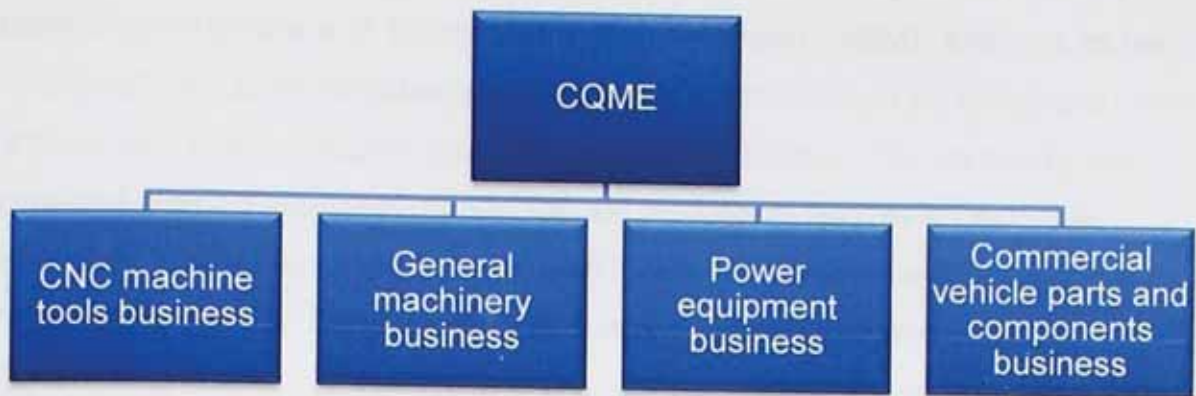 CQME
CNC machine
tools business
General
machinery
business
Power
equipment
business
Commercial
vehicle parts and
components
business